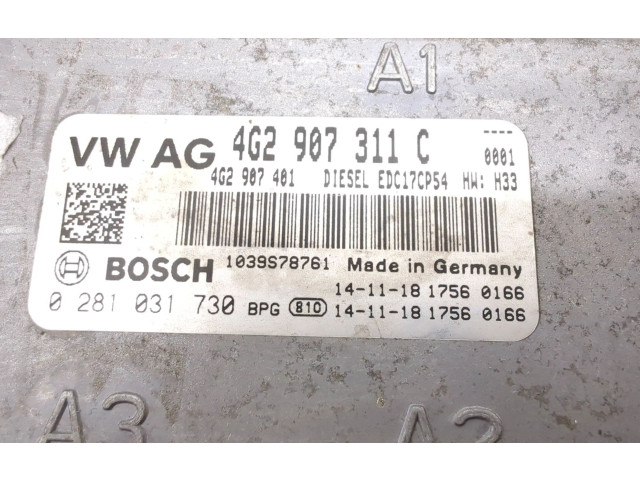 A1
VW AG 4G2 907 311 C ----
0001
4G2 907 401 DIESEL EDC17CP54 HW: H33
BOSCH 1039S78761 Made in Germany
14-11-18 1756 0166
0 281 031 730 BPG 810 14-11-18 1756 0166
A3 A2